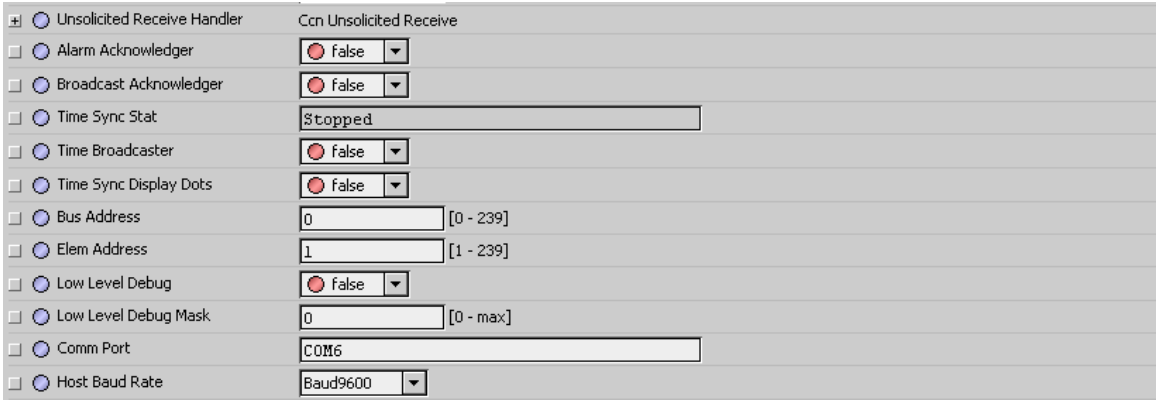 Unsolicited Receive Handler Ccn Unsolicited Receive
Alarm Acknowledger false
Broadcast Acknowledger false
Time Sync Stat Stopped
Time Broadcaster false
Time Sync Display Dots false
Bus Address 0 [0 - 239]
Elem Address 1 [1 - 239]
Low Level Debug false
Low Level Debug Mask 0 [0 - max]
Comm Port COM6
Host Baud Rate Baud9600